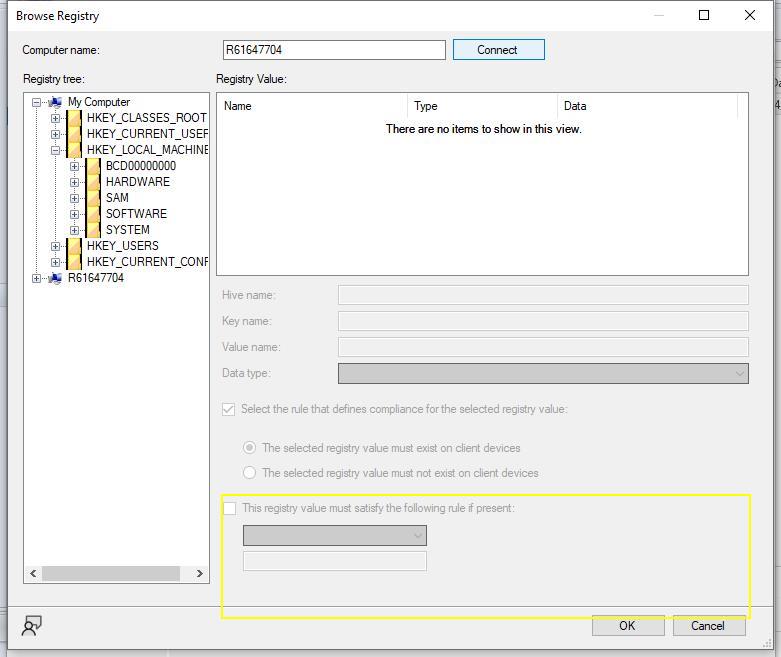 Browse Registry
Computer name:
R61647704
Connect
Registry tree:
My Computer
HKEY_CLASSES_ROOT
HKEY_CURRENT_USER
HKEY_LOCAL_MACHINE
BCD00000000
HARDWARE
SAM
SOFTWARE
SYSTEM
HKEY_USERS
HKEY_CURRENT_CONF
R61647704
Registry Value:
Name Type Data
There are no items to show in this view.
Hive name:
Key name:
Value name:
Data type:
Select the rule that defines compliance for the selected registry value:
The selected registry value must exist on client devices
The selected registry value must not exist on client devices
This registry value must satisfy the following rule if present:
OK Cancel